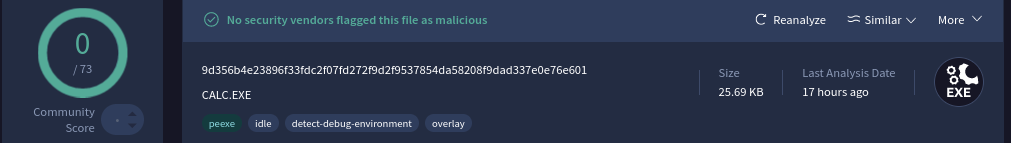 0
/ 73
Community
Score
No security vendors flagged this file as malicious
Reanalyze
Similar
More
9d356b4e23896f33fdc2f07fd272f9d2f9537854da58208f9dad337e0e76e601
CALC.EXE
Size
25.69 KB
Last Analysis Date
17 hours ago
EXE
peexe
idle
detect-debug-environment
overlay